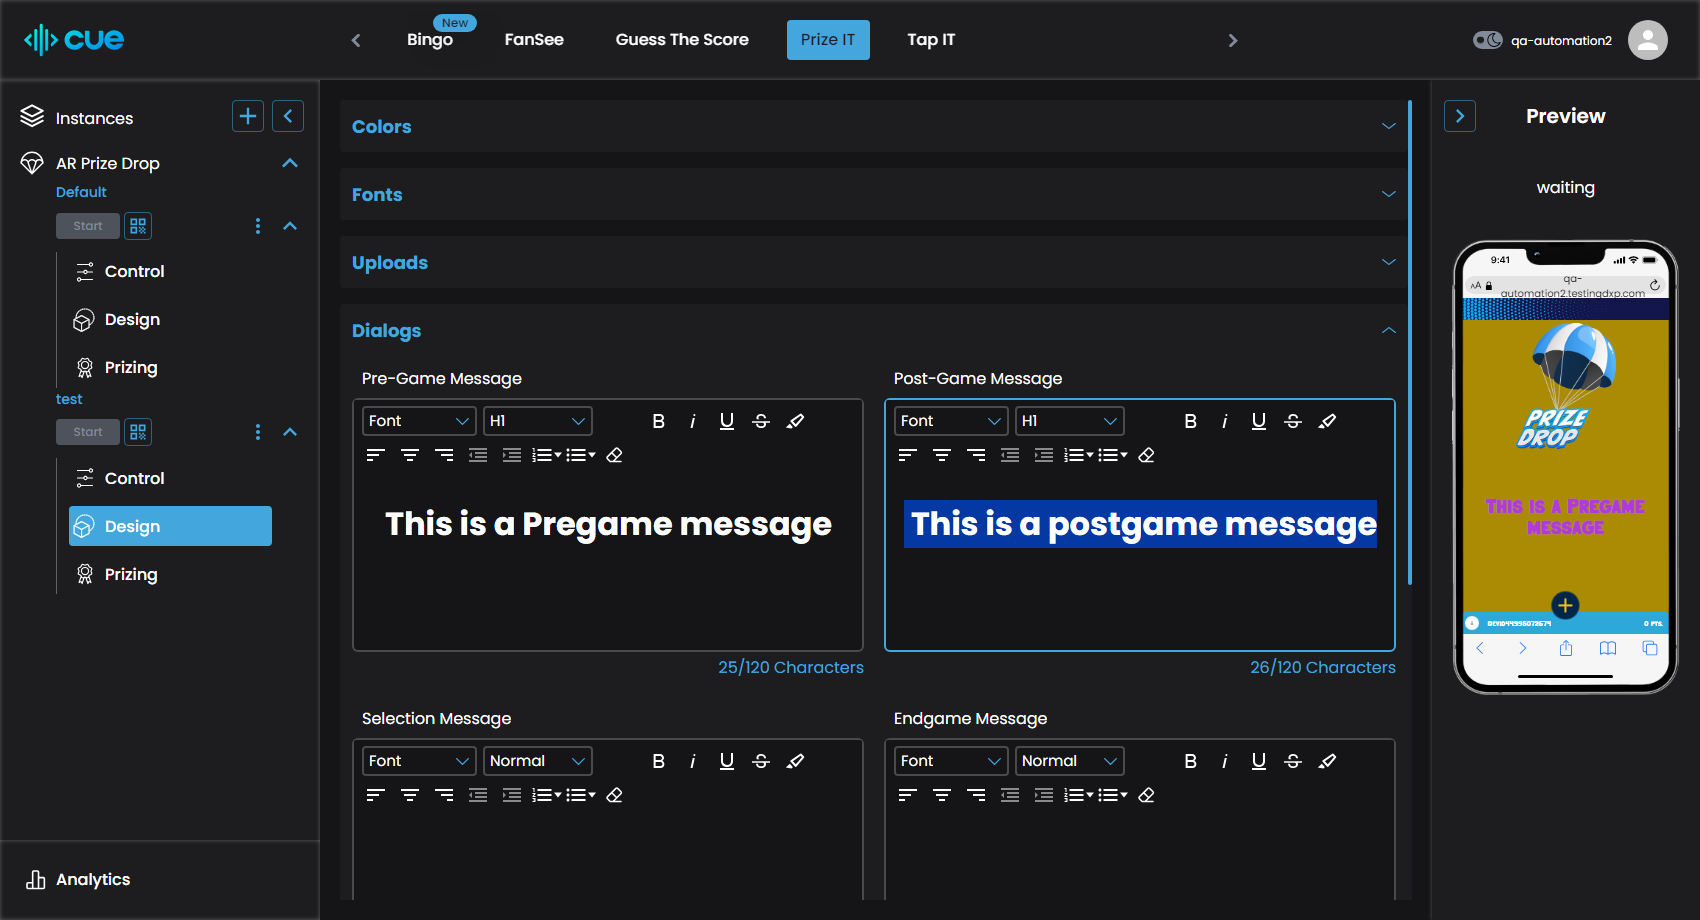 cue
New
Bingo
FanSee
Guess The Score
Prize IT
Tap IT
qa-automation2
Instances
AR Prize Drop
Default
Start
Control
Design
Prizing
test
Start
Control
Design
Prizing
Analytics
Colors
Fonts
Uploads
Dialogs
Pre-Game Message
Font
H1
B i U S
This is a Pregame message
25/120 Characters
Post-Game Message
Font
H1
B i U S
This is a postgame message
26/120 Characters
Selection Message
Font
Normal
B i U S
Endgame Message
Font
Normal
B i U S
Preview
waiting
9:41
AA
qa-
automation2.testingdxp.com
PRIZE
DROP
This is a Pregame
message
0 PTS.